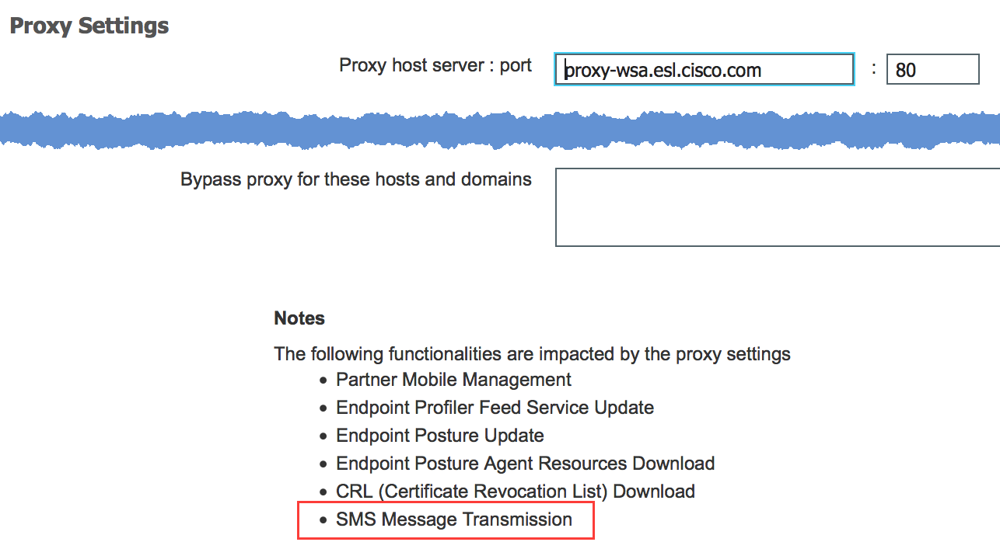 Proxy Settings
Proxy host server : port proxy-wsa.esl.cisco.com : 80
Bypass proxy for these hosts and domains
Notes
The following functionalities are impacted by the proxy settings
• Partner Mobile Management
• Endpoint Profiler Feed Service Update
• Endpoint Posture Update
• Endpoint Posture Agent Resources Download
• CRL (Certificate Revocation List) Download
• SMS Message Transmission